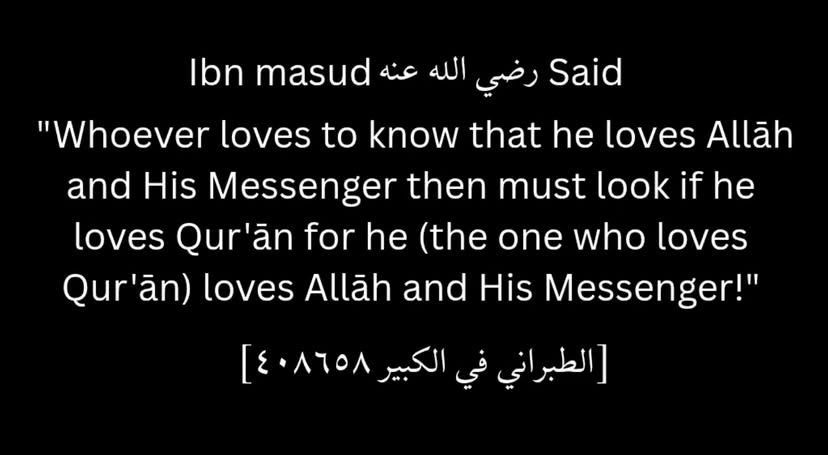 Ibn masud رضي الله عنه Said
"Whoever loves to know that he loves Allāh
and His Messenger then must look if he
loves Qur'ān for he (the one who loves
Qur'ān) loves Allāh and His Messenger!"
[الطبراني في الكبير ٤٠٨٦٥٨]